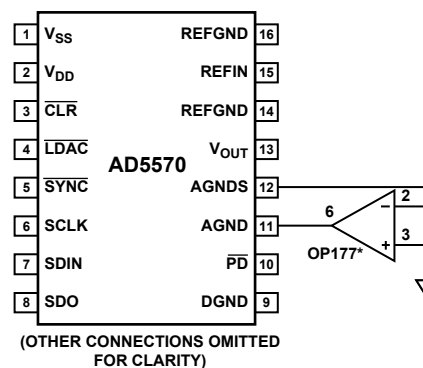 1 VSS REFGND 16
2 VDD REFIN 15
3 CLR REFGND 14
4 LDAC VOUT 13
AD5570
5 SYNC AGNDS 12
6 SCLK AGND 11
7 SDIN PD 10
8 SDO DGND 9
6 2
3
– +
OP177*
(OTHER CONNECTIONS OMITTED
FOR CLARITY)